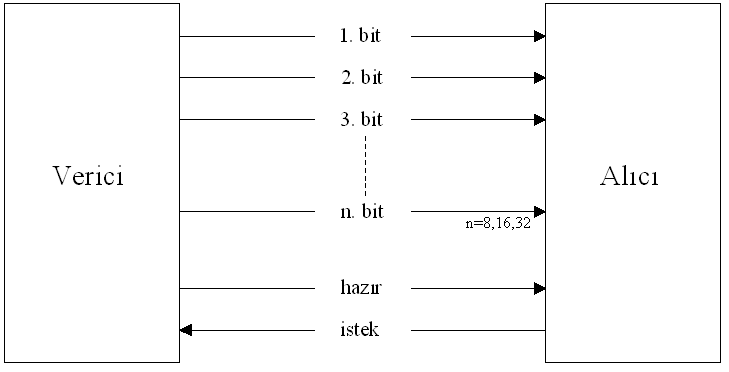 1. bit
2. bit
3. bit
Verici
Alıcı
n. bit
n=8,16,32
hazır
istek